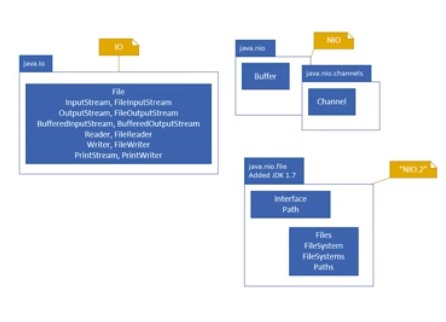 IO
java.io
File
InputStream, FileInputStream
OutputStream, FileOutputStream
BufferedInputStream, BufferedOutputStream
Reader, FileReader
Writer, FileWriter
PrintStream, PrintWriter
NIO
java.nio
Buffer
java.nio.channels
Channel
java.nio.file
Added JDK 1.7
"NIO.2"
Interface
Path
Files
FileSystem
FileSystems
Paths